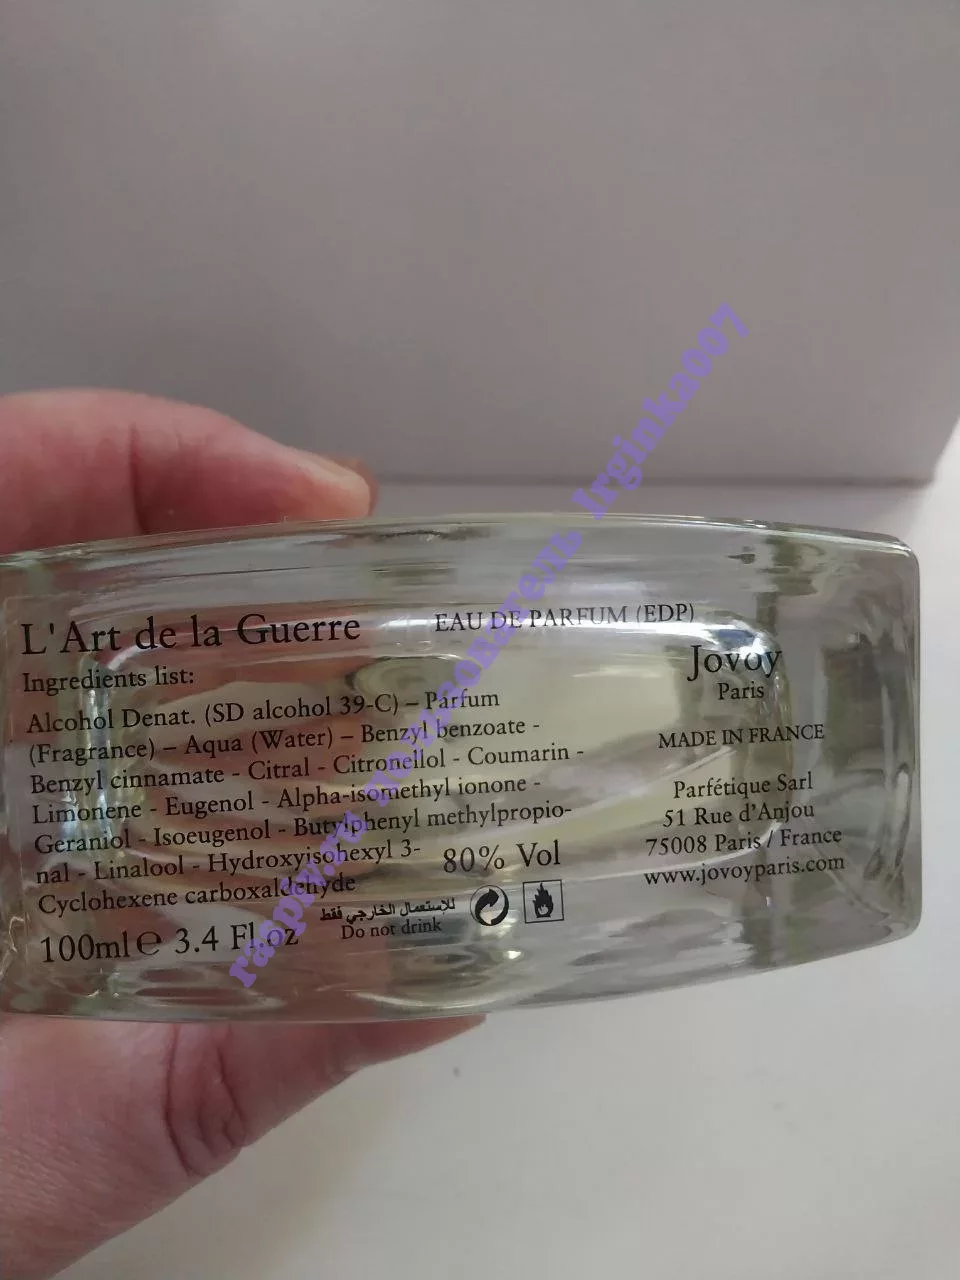 L'Art de la Guerre
Ingredients list:
Alcohol Denat. (SD alcohol 39-C) – Parfum
(Fragrance) – Aqua (Water) – Benzyl benzoate -
Benzyl cinnamate - Citral - Citronellol - Coumarin -
Limonene - Eugenol - Alpha-isomethyl ionone -
Geraniol - Isoeugenol - Butylphenyl methylpropio-
nal - Linalool - Hydroxyisohexyl 3-
Cyclohexene carboxaldehyde
100ml ℮ 3.4 Fl.oz
80% Vol
للاستعمال الخارجي فقط
Do not drink
EAU DE PARFUM (EDP)
Jovoy
Paris
MADE IN FRANCE
Parfétique Sarl
51 Rue d'Anjou
75008 Paris / France
www.jovoyparis.com
Irginka007